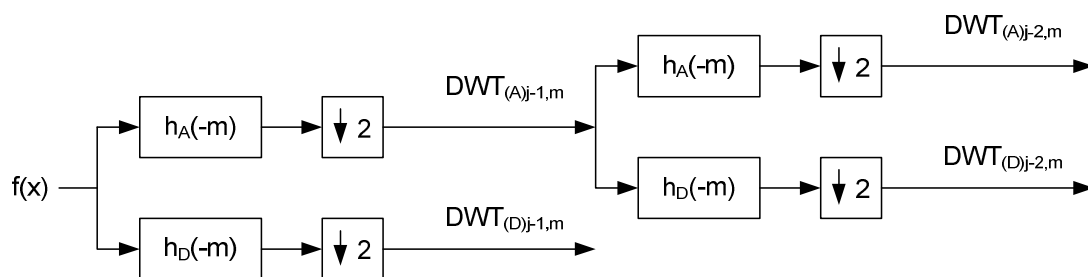 DWT(A)j-2,m
hA(-m)
2
DWT(A)j-1,m
hA(-m)
2
DWT(D)j-2,m
hD(-m)
2
f(x)
DWT(D)j-1,m
hD(-m)
2